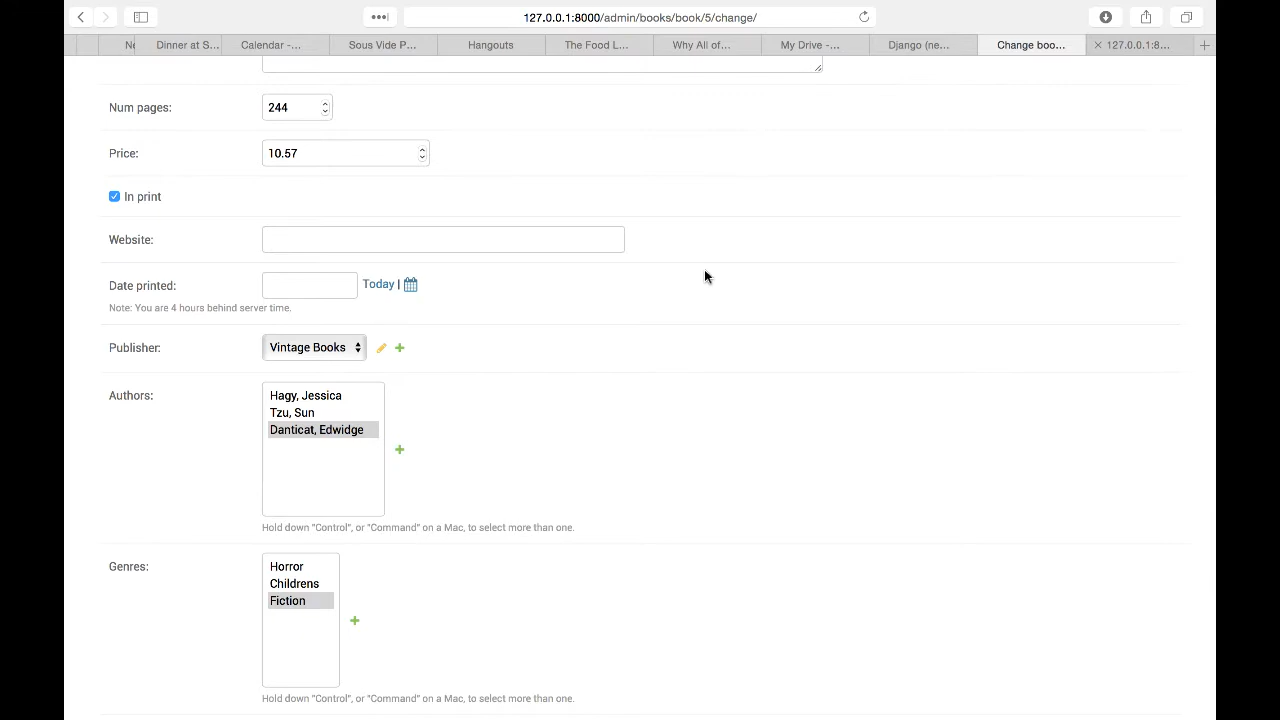 127.0.0.1:8000/admin/books/book/5/change/
Ne Dinner at S... Calendar -... Sous Vide P... Hangouts The Food L... Why All of... My Drive -... Django (ne... Change boo... 127.0.0.1:8...
Num pages: 244
Price: 10.57
In print
Website:
Date printed: Today |
Note: You are 4 hours behind server time.
Publisher: Vintage Books
Authors: Hagy, Jessica
Tzu, Sun
Danticat, Edwidge
Hold down "Control", or "Command" on a Mac, to select more than one.
Genres: Horror
Childrens
Fiction
Hold down "Control", or "Command" on a Mac, to select more than one.